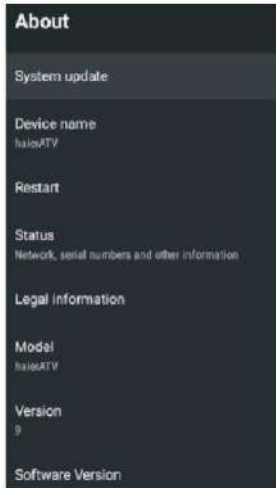 About
System update
Device name
haierATV
Restart
Status
Network, serial numbers and other information
Legal information
Model
haierATV
Version
9
Software Version